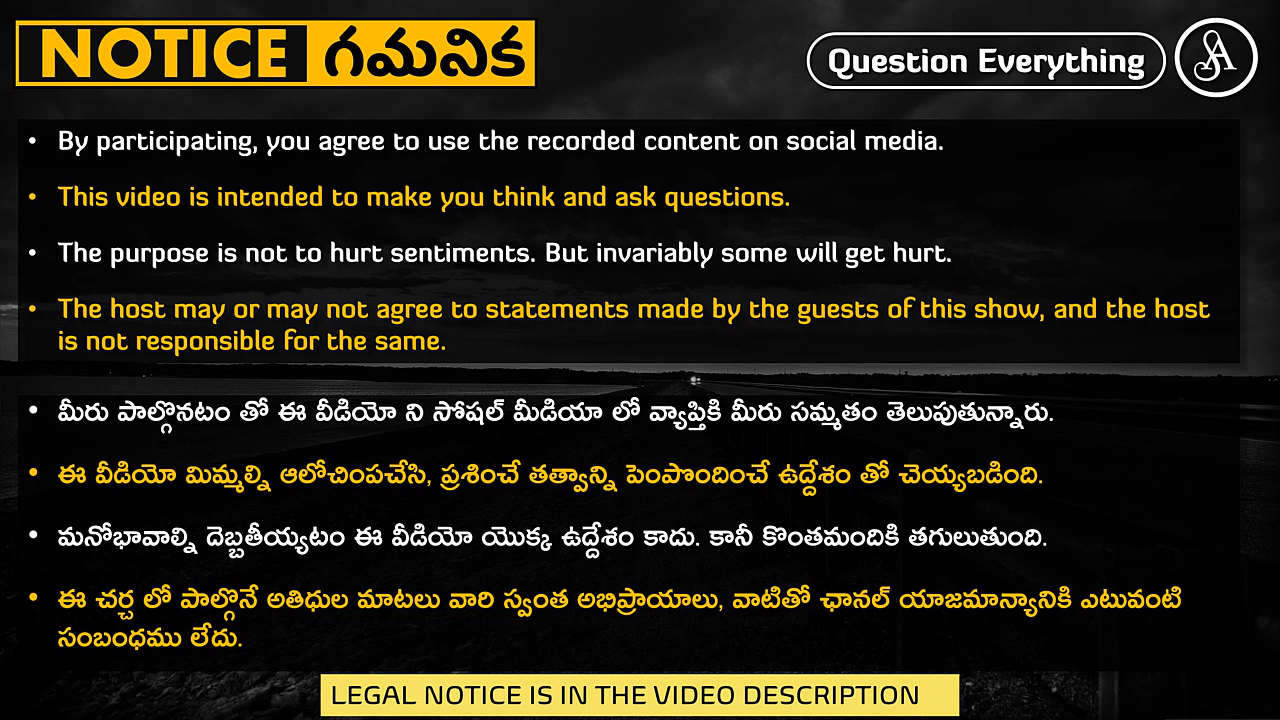 NOTICE గమనిక
Question Everything
• By participating, you agree to use the recorded content on social media.
• This video is intended to make you think and ask questions.
• The purpose is not to hurt sentiments. But invariably some will get hurt.
• The host may or may not agree to statements made by the guests of this show, and the host
is not responsible for the same.
• మీరు పాల్గొనటం తో ఈ వీడియో ని సోషల్ మీడియా లో వ్యాప్తికి మీరు సమ్మతం తెలుపుతున్నారు.
• ఈ వీడియో మిమ్మల్ని ఆలోచింపచేసి, ప్రశించే తత్వాన్ని పెంపొందించే ఉద్దేశం తో చెయ్యబడింది.
• మనోభావాల్ని దెబ్బతీయ్యటం ఈ వీడియో యొక్క ఉద్దేశం కాదు. కానీ కొంతమందికి తగులుతుంది.
• ఈ చర్చ లో పాల్గొనే అతిధుల మాటలు వారి స్వంత అభిప్రాయాలు, వాటితో ఛానల్ యాజమాన్యానికి ఎటువంటి
సంబంధము లేదు.
LEGAL NOTICE IS IN THE VIDEO DESCRIPTION